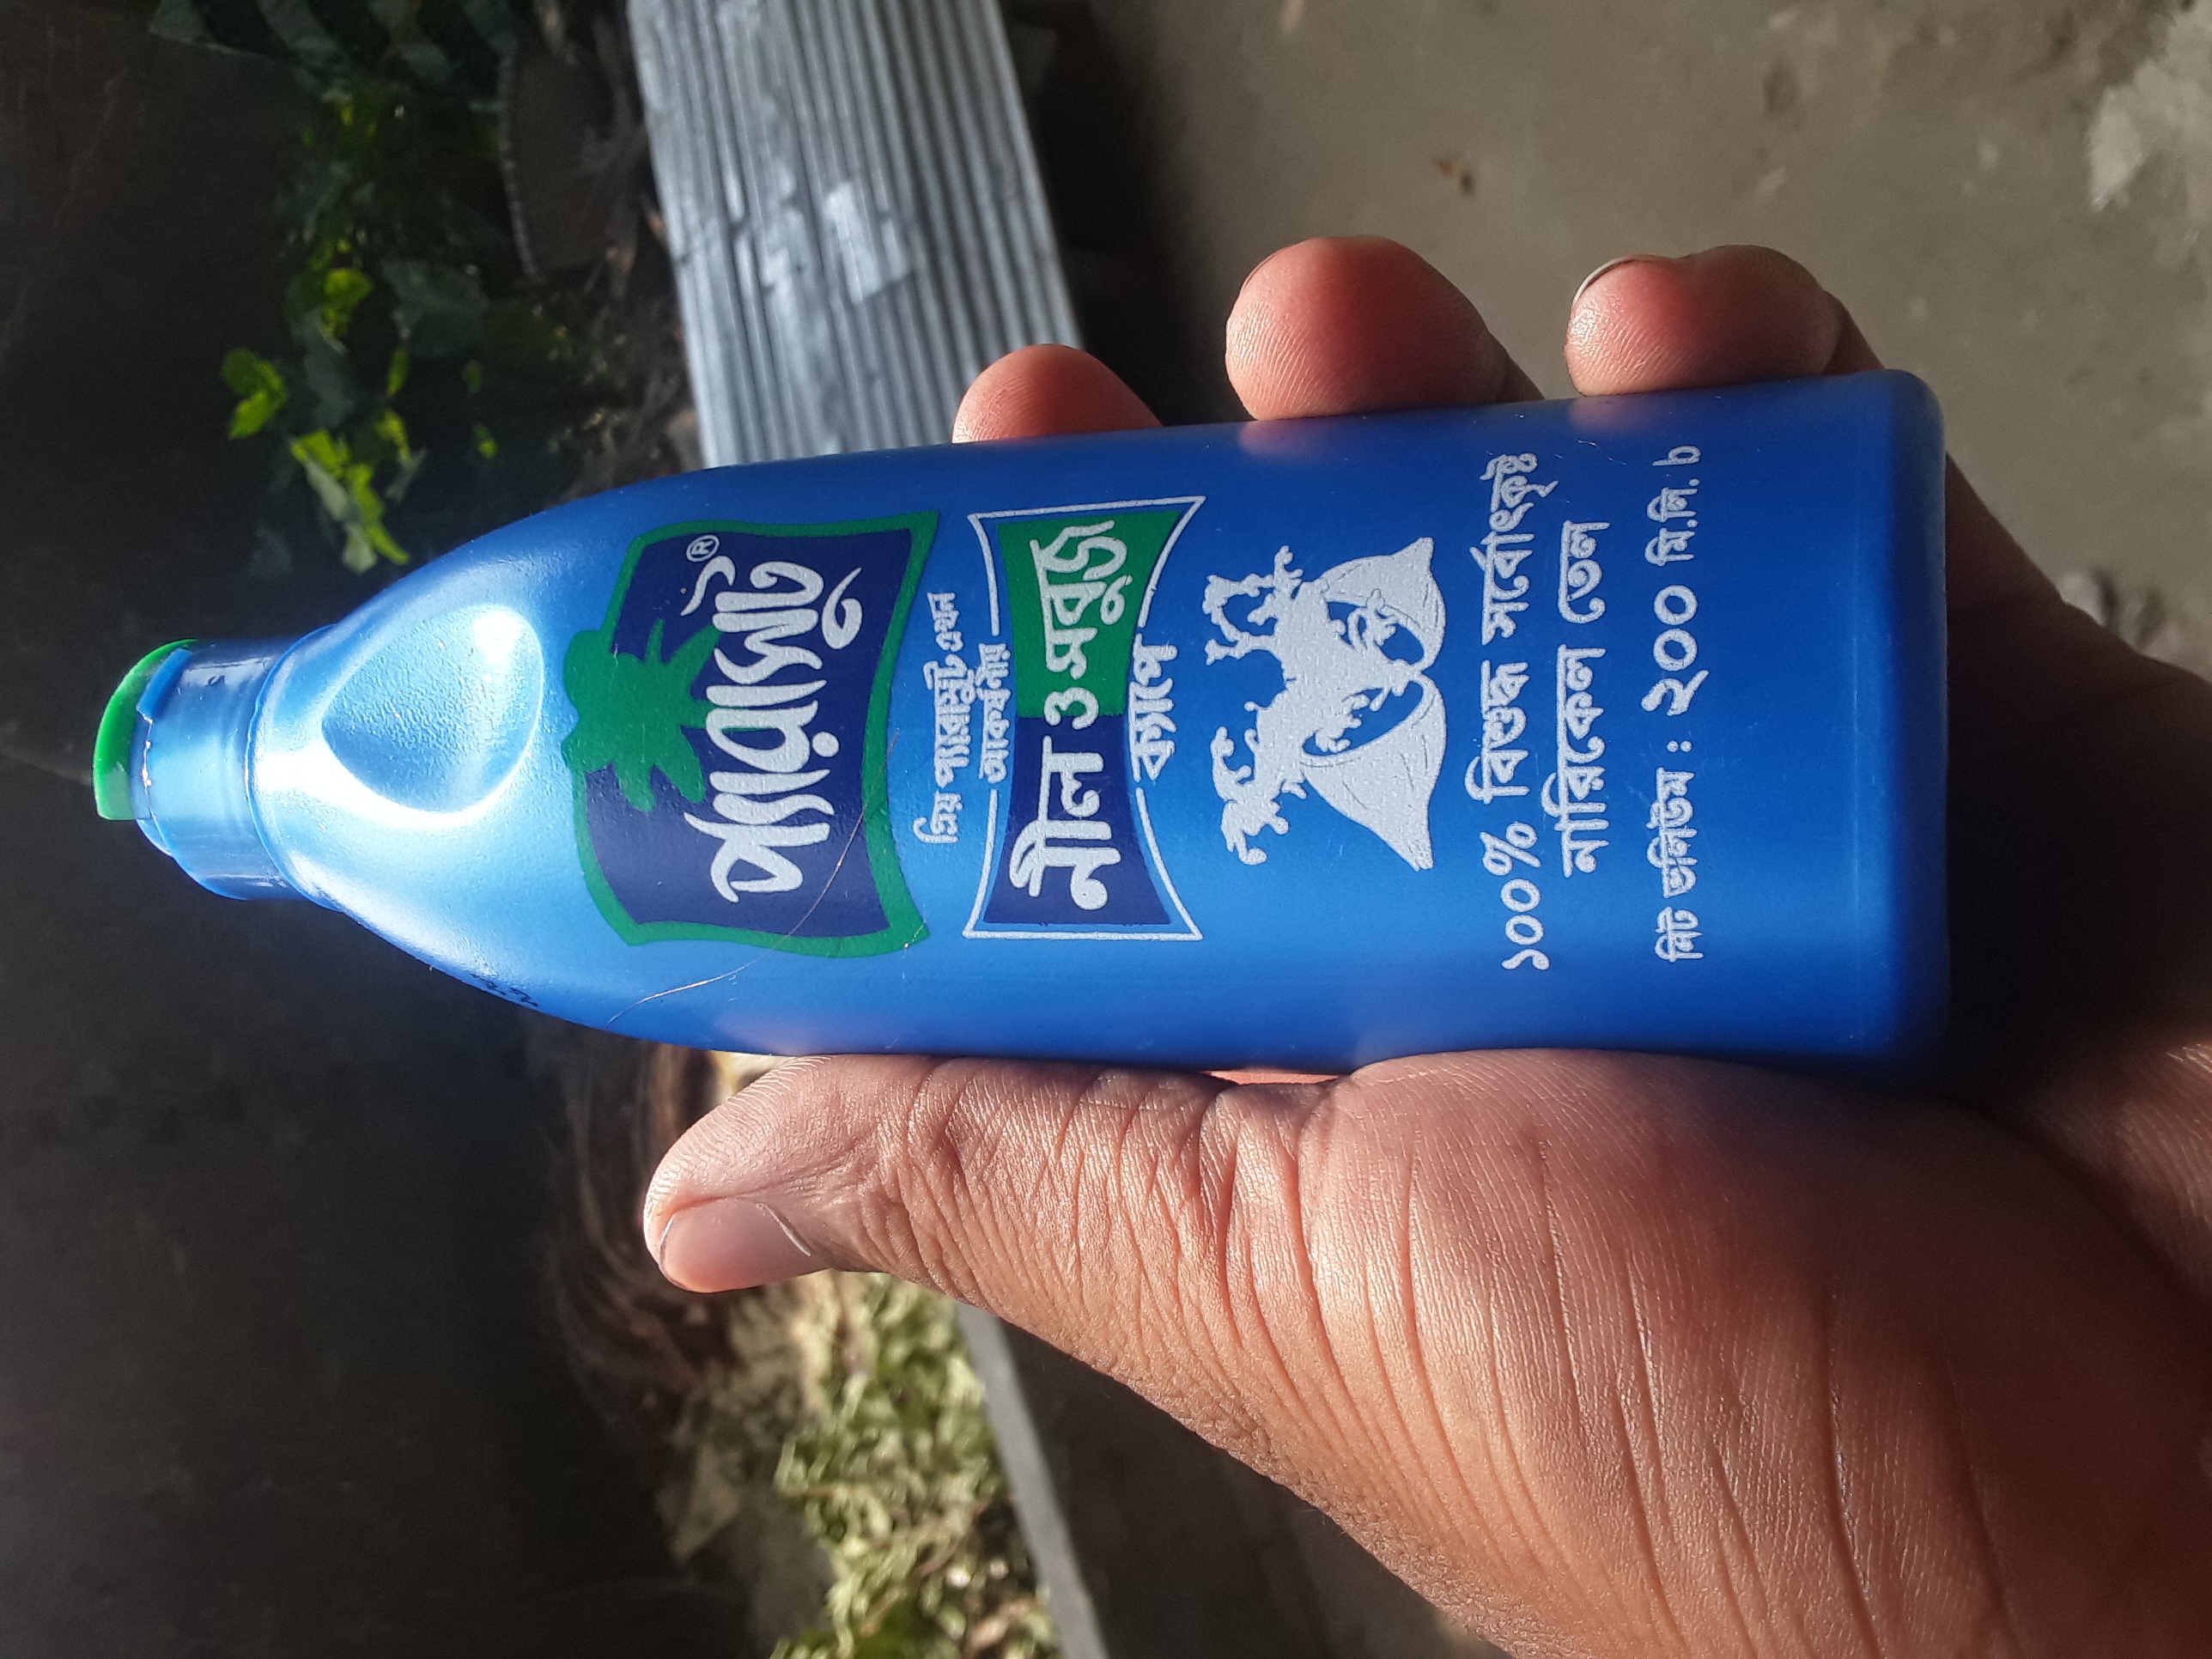 প্যারাসুট®
প্রিয় প্যারাসুট এখন
আকর্ষণীয়
নীল ও সবুজ
ক্যাপে
১০০% বিশুদ্ধ সর্বোৎকৃষ্ট
নারিকেল তেল
নিট ভলিউম : ২০০ মি.লি. b